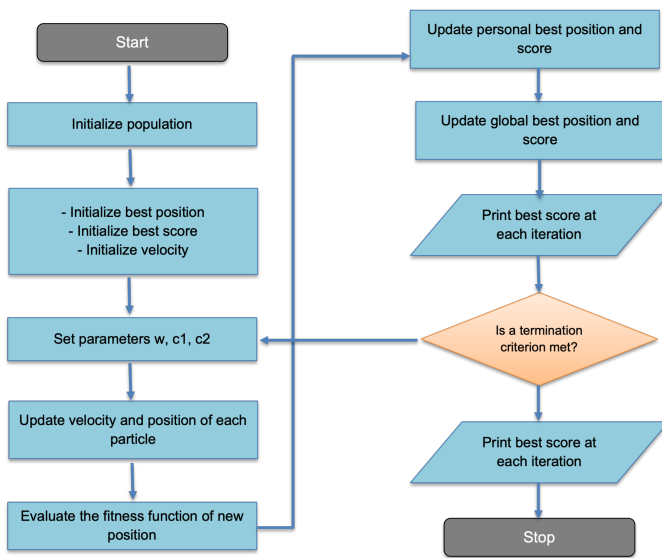 Start
Initialize population
- Initialize best position
- Initialize best score
- Initialize velocity
Set parameters w, c1, c2
Update velocity and position of each
particle
Evaluate the fitness function of new
position
Update personal best position and
score
Update global best position and
score
Print best score at
each iteration
Is a termination
criterion met?
Print best score at
each iteration
Stop